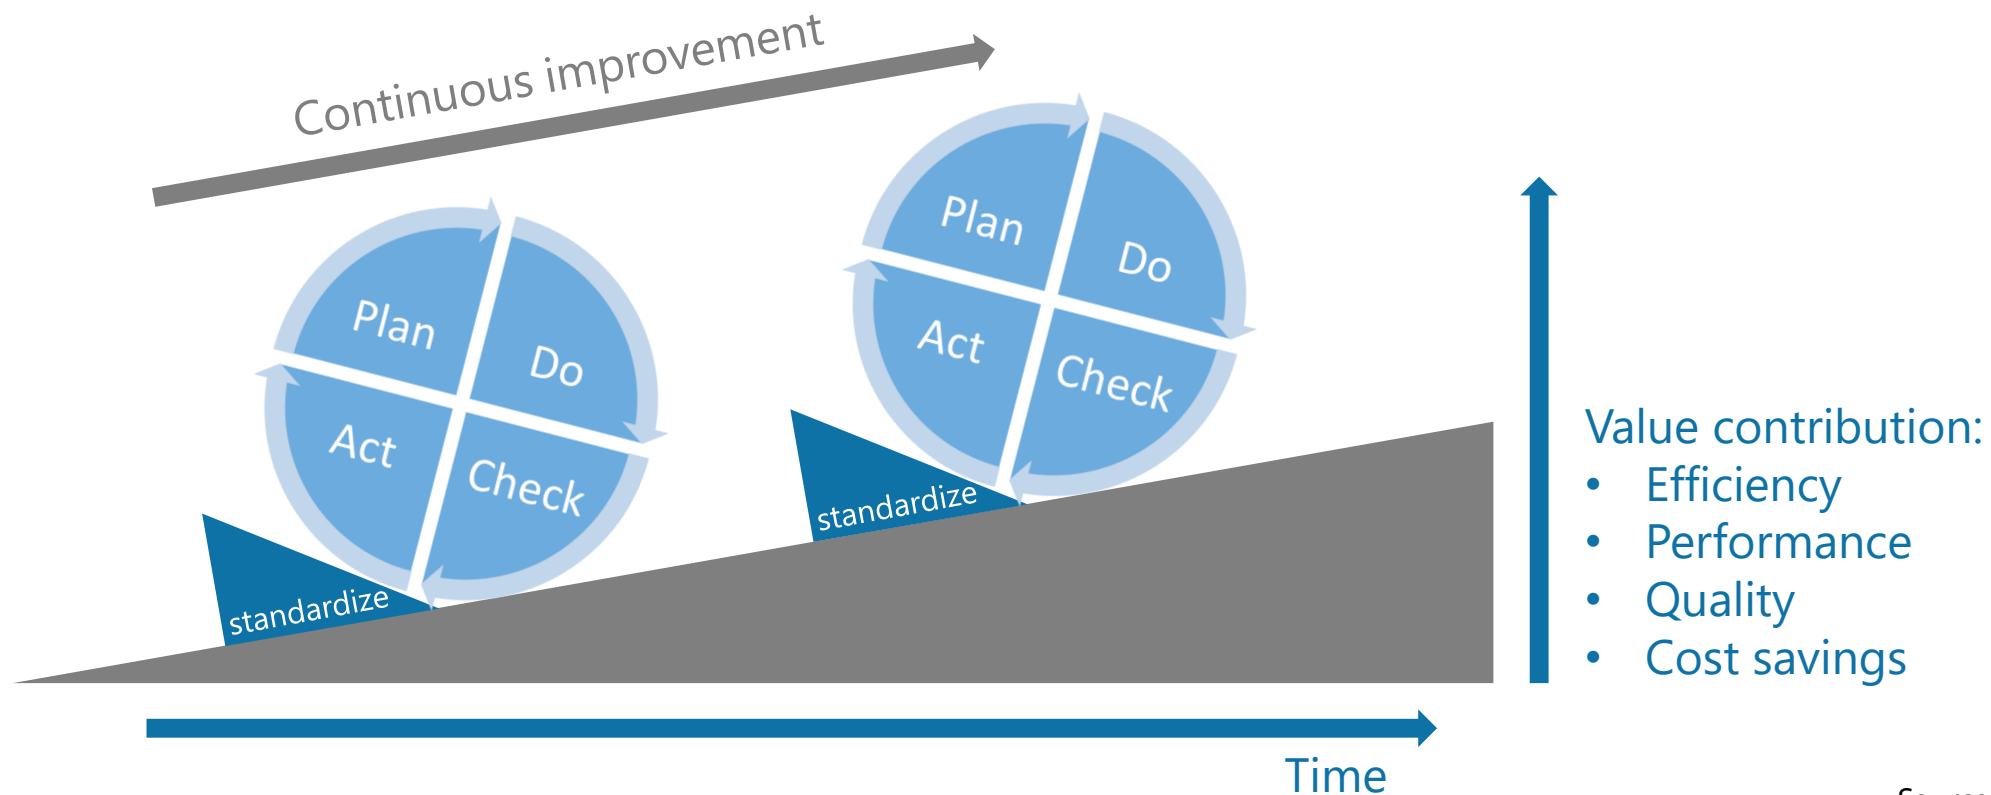 Continuous improvement
Plan
Do
Act
Check
standardize
Plan
Do
Act
Check
standardize
Value contribution:
• Efficiency
• Performance
• Quality
• Cost savings
Time